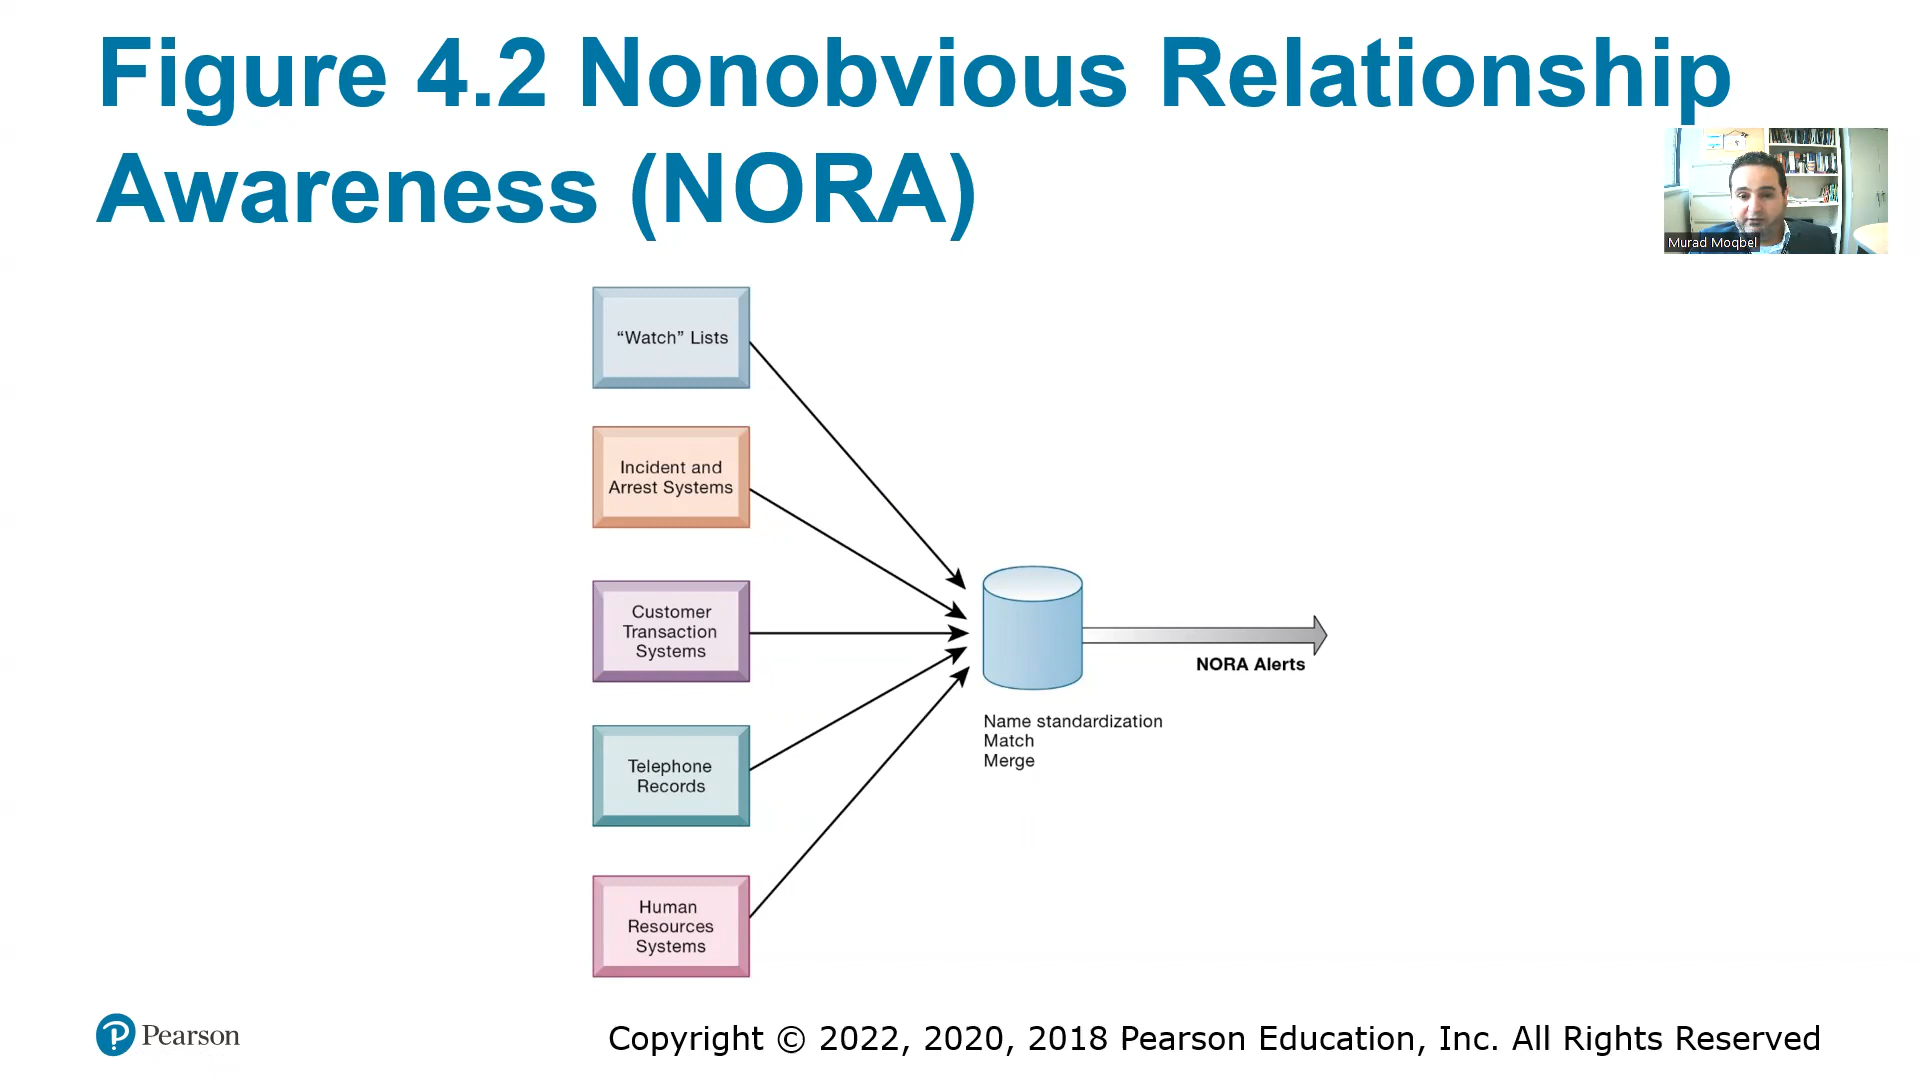 Figure 4.2 Nonobvious Relationship
Awareness (NORA)
Murad Moqbel
“Watch” Lists
Incident and
Arrest Systems
Customer
Transaction
Systems
Telephone
Records
Human
Resources
Systems
NORA Alerts
Name standardization
Match
Merge
Pearson
Copyright © 2022, 2020, 2018 Pearson Education, Inc. All Rights Reserved